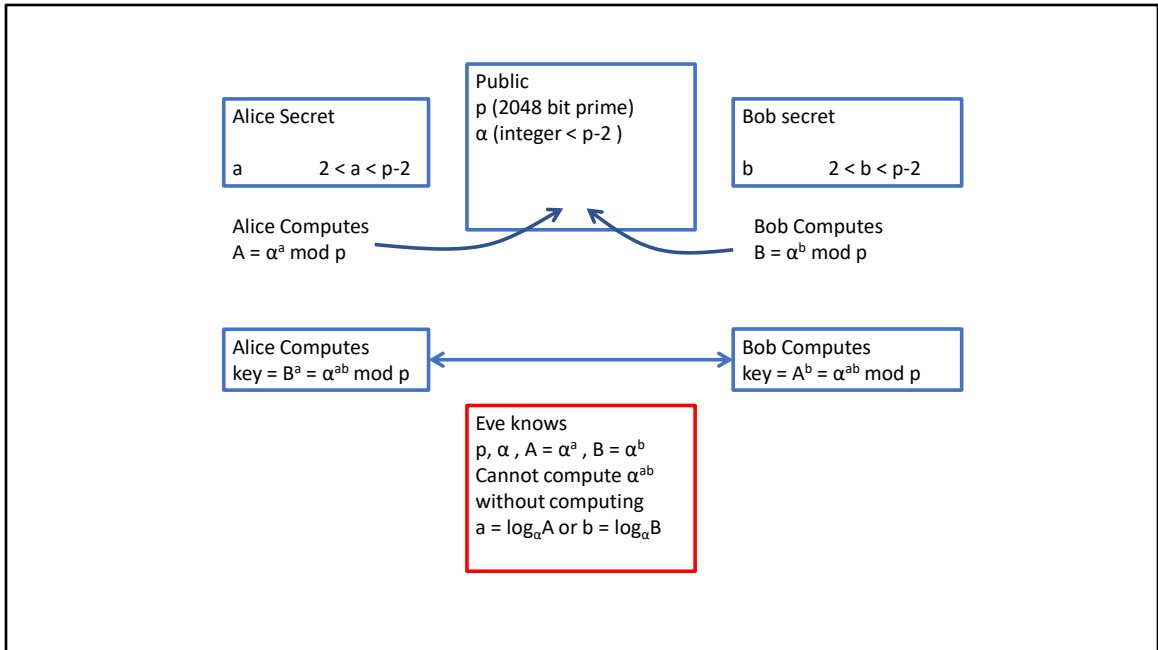 Public
p (2048 bit prime)
α (integer < p-2 )
Alice Secret
a 2 < a < p-2
Bob secret
b 2 < b < p-2
Alice Computes
A = αᵃ mod p
Bob Computes
B = αᵇ mod p
Alice Computes
key = Bᵃ = αᵃᵇ mod p
Bob Computes
key = Aᵇ = αᵃᵇ mod p
Eve knows
p, α , A = αᵃ , B = αᵇ
Cannot compute αᵃᵇ
without computing
a = logₐA or b = logₐB